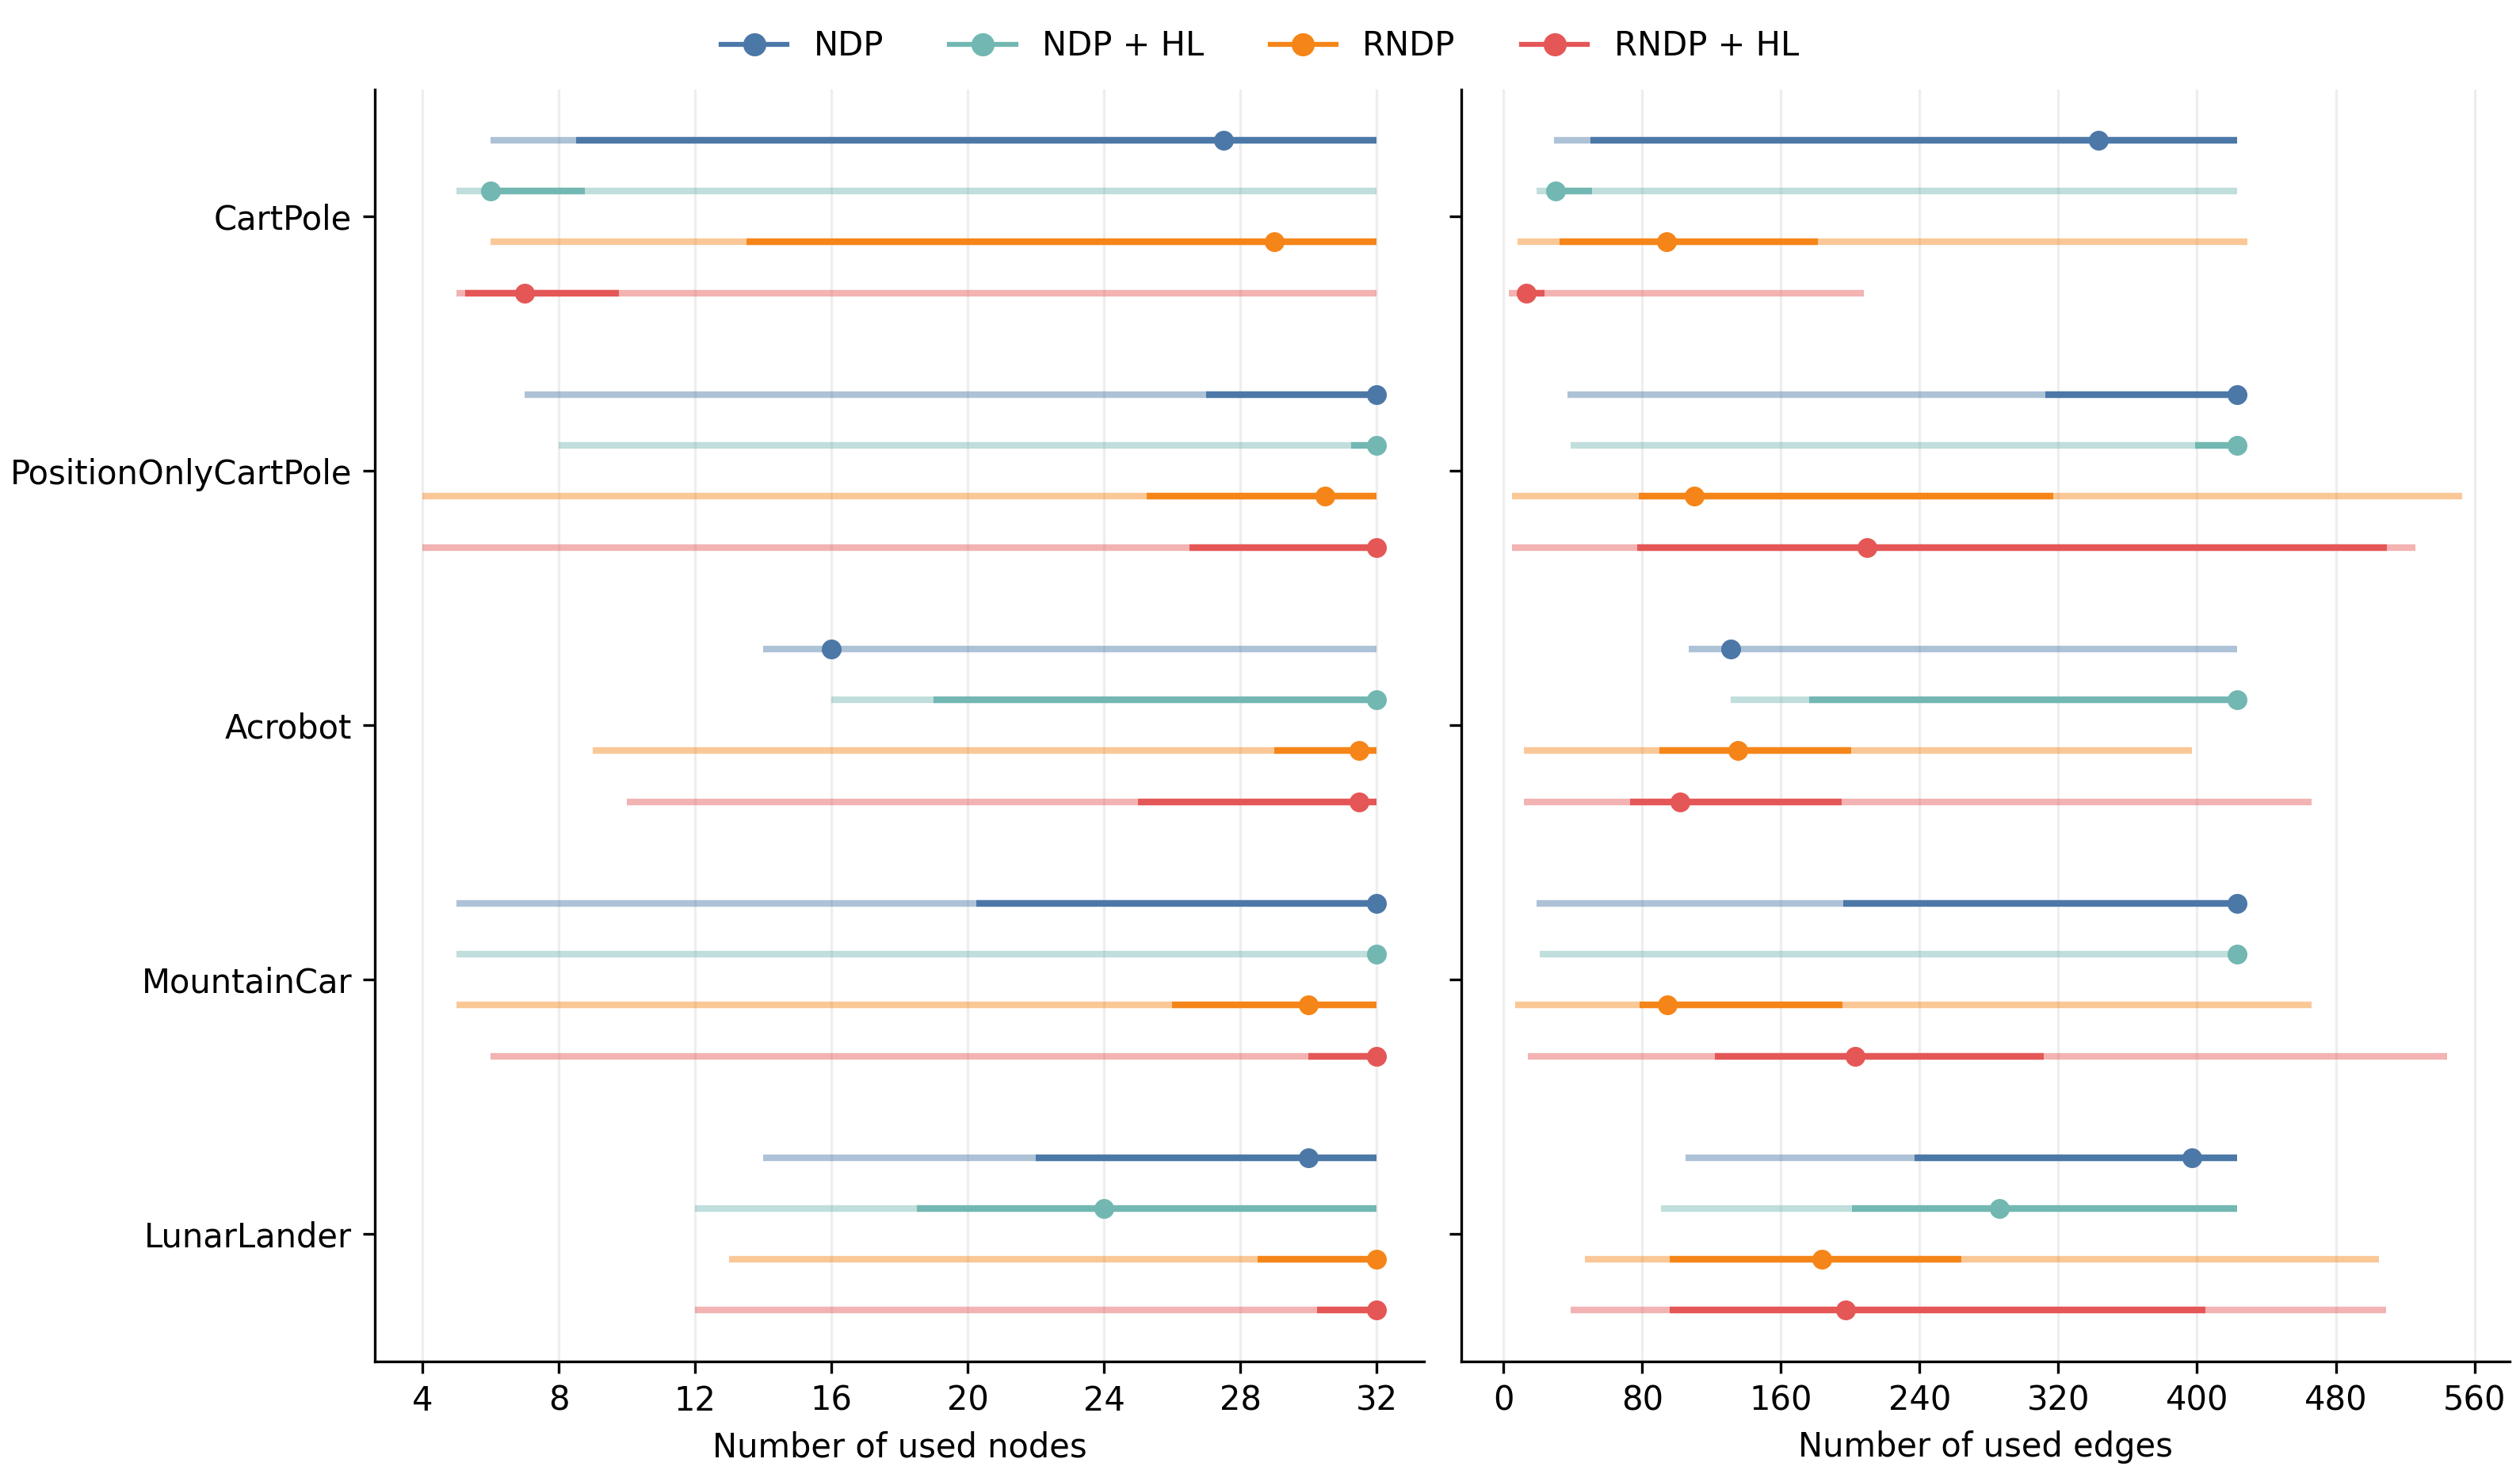 NDP NDP + HL RNDP RNDP + HL
CartPole
PositionOnlyCartPole
Acrobot
MountainCar
LunarLander
4 8 12 16 20 24 28 32
0 80 160 240 320 400 480 560
Number of used nodes
Number of used edges